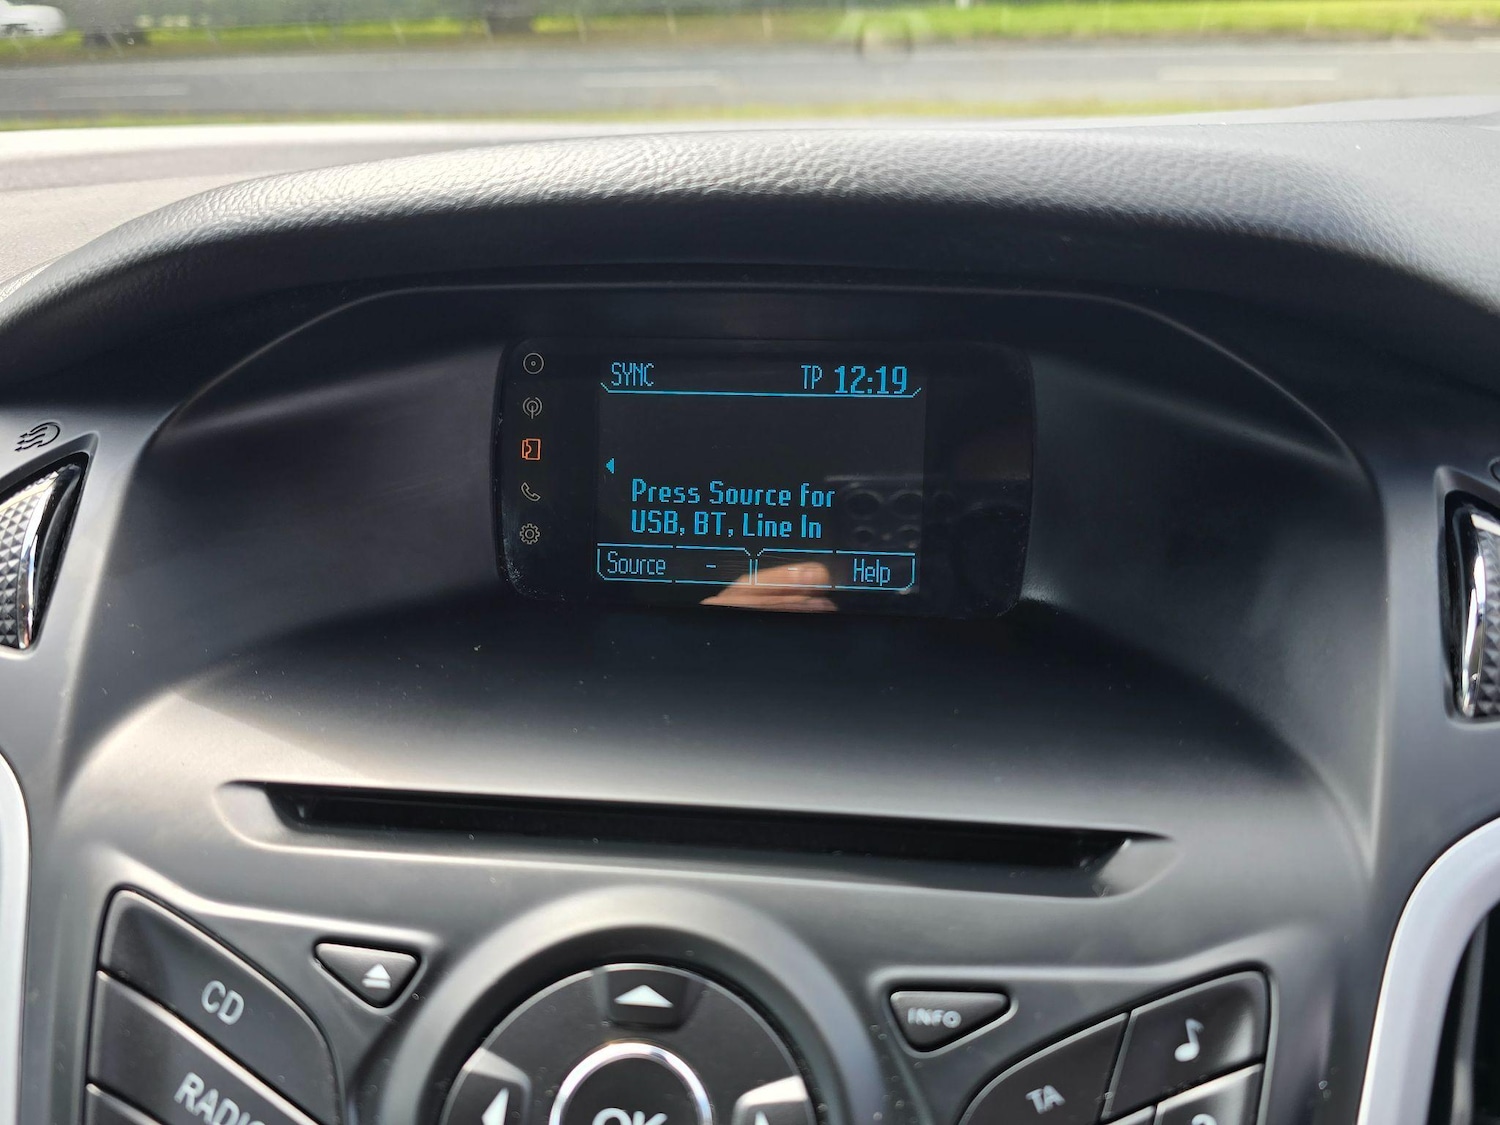 SYNC TP 12:19
Press Source for
USB, BT, Line In
Source - - Help
CD
INFO
RADIO
TA
OK